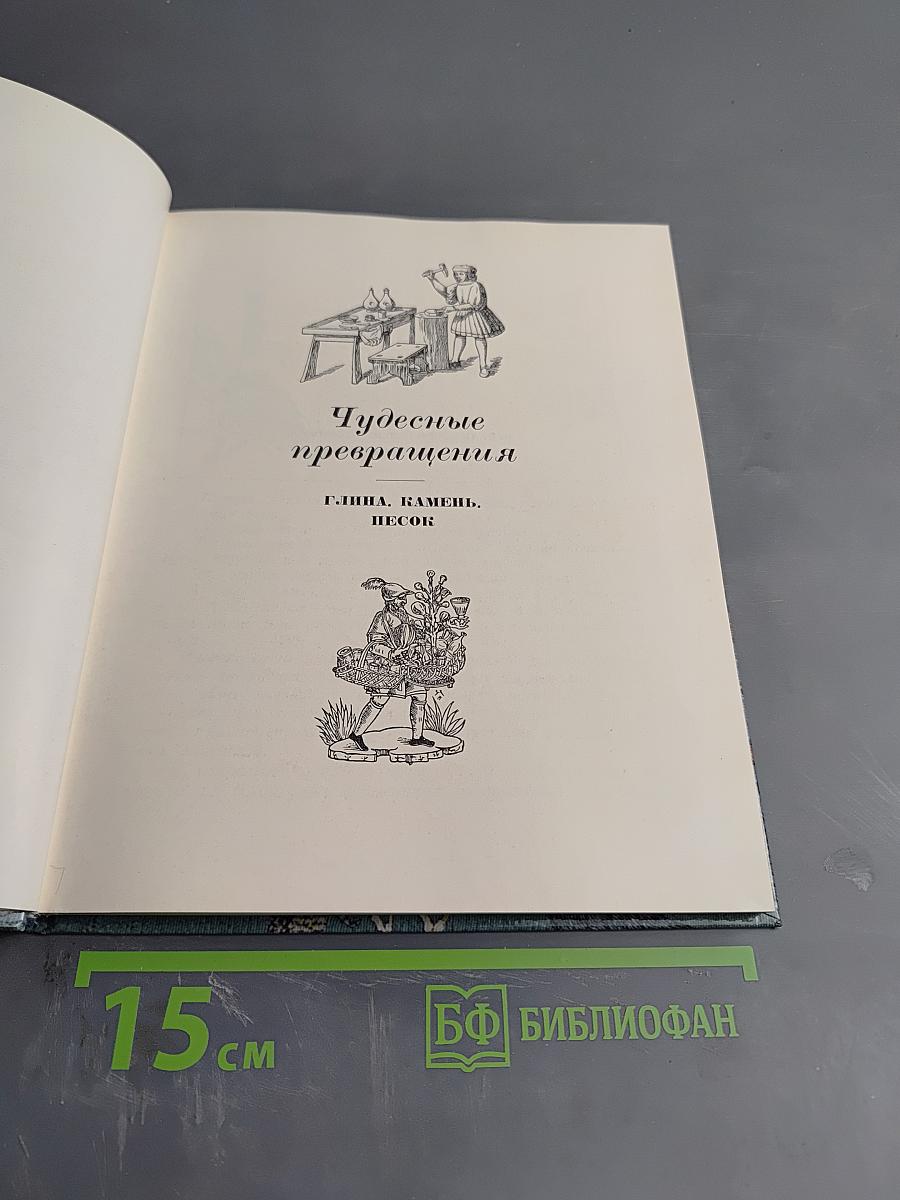 Чудесные
превращения
ГЛИНА. КАМЕНЬ.
ПЕСОК
15 СМ
БФ БИБЛИОФАН